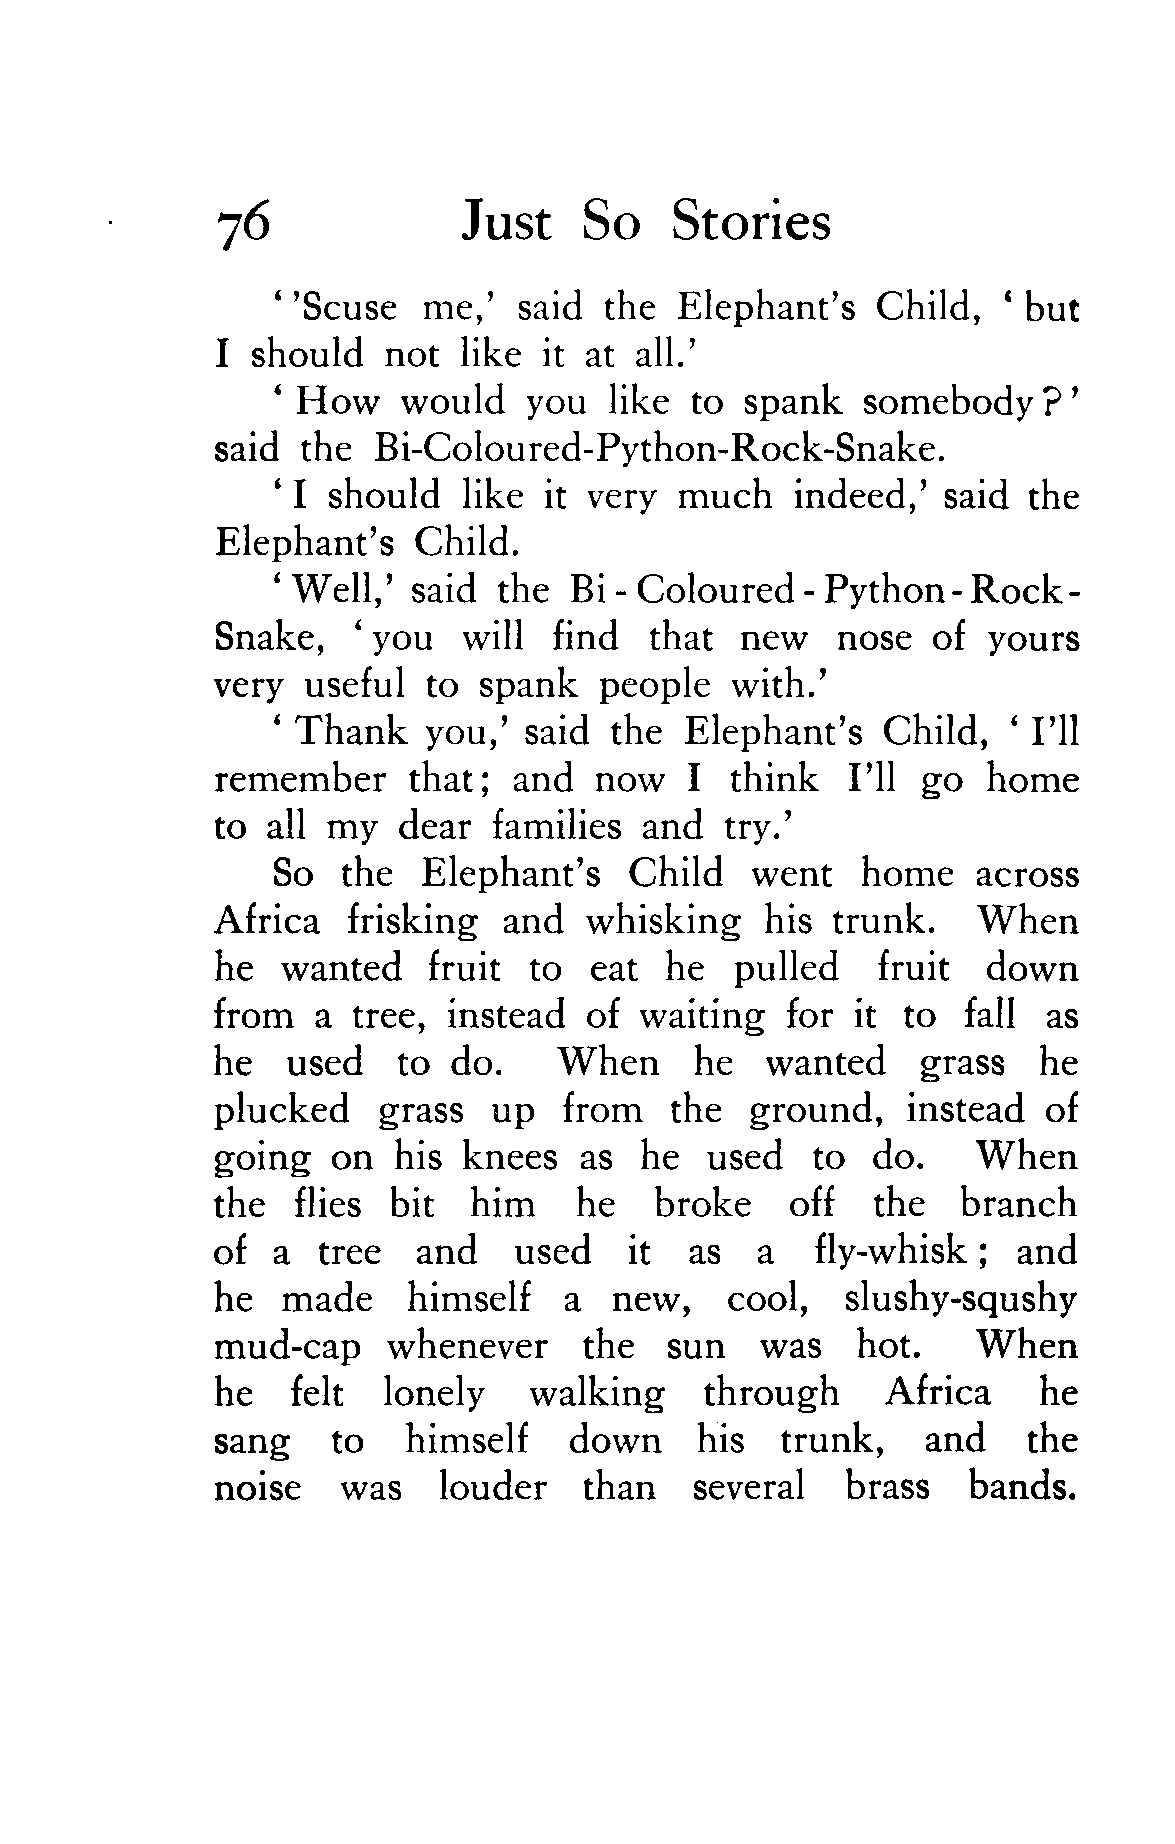 76 Just So Stories
‘ ’Scuse me,’ said the Elephant’s Child, ‘ but
I should not like it at all.’
‘ How would you like to spank somebody ? ’
said the Bi-Coloured-Python-Rock-Snake.
‘ I should like it very much indeed,’ said the
Elephant’s Child.
‘ Well,’ said the Bi - Coloured - Python - Rock-
Snake, ‘ you will find that new nose of yours
very useful to spank people with.’
‘ Thank you,’ said the Elephant’s Child, ‘ I’ll
remember that ; and now I think I’ll go home
to all my dear families and try.’
So the Elephant’s Child went home across
Africa frisking and whisking his trunk. When
he wanted fruit to eat he pulled fruit down
from a tree, instead of waiting for it to fall as
he used to do. When he wanted grass he
plucked grass up from the ground, instead of
going on his knees as he used to do. When
the flies bit him he broke off the branch
of a tree and used it as a fly-whisk ; and
he made himself a new, cool, slushy-squshy
mud-cap whenever the sun was hot. When
he felt lonely walking through Africa he
sang to himself down his trunk, and the
noise was louder than several brass bands.